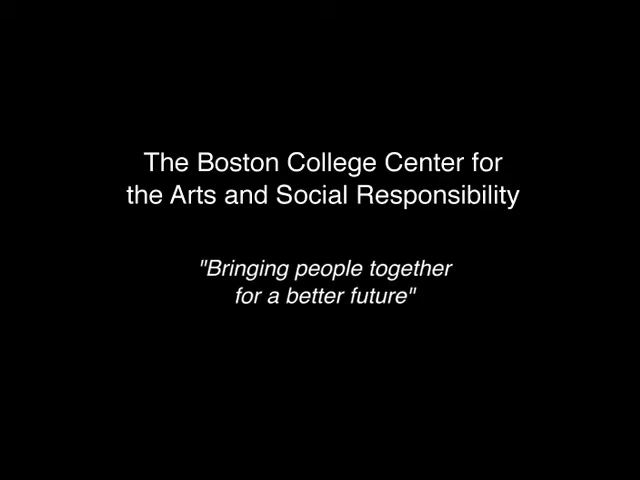 The Boston College Center for
the Arts and Social Responsibility
"Bringing people together
for a better future"